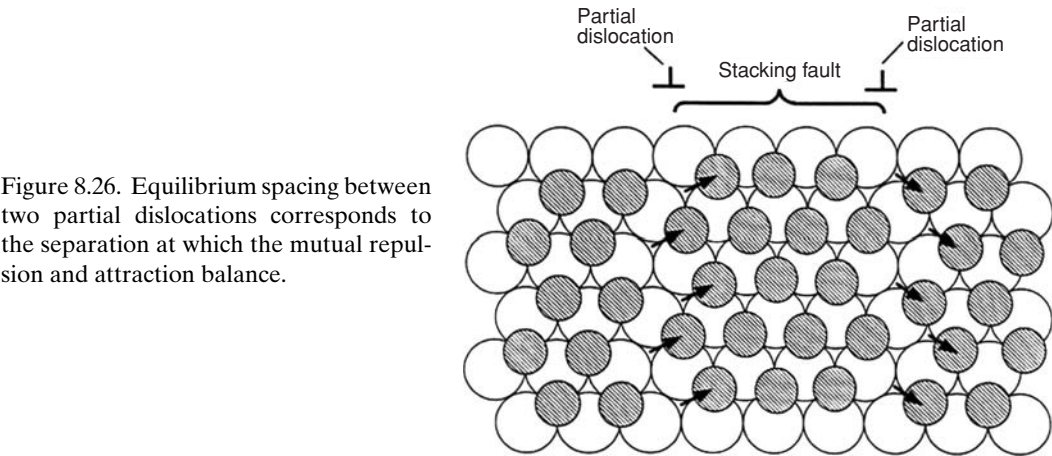 Partial
dislocation
Partial
dislocation
Stacking fault
Figure 8.26. Equilibrium spacing between
two partial dislocations corresponds to
the separation at which the mutual repul-
sion and attraction balance.